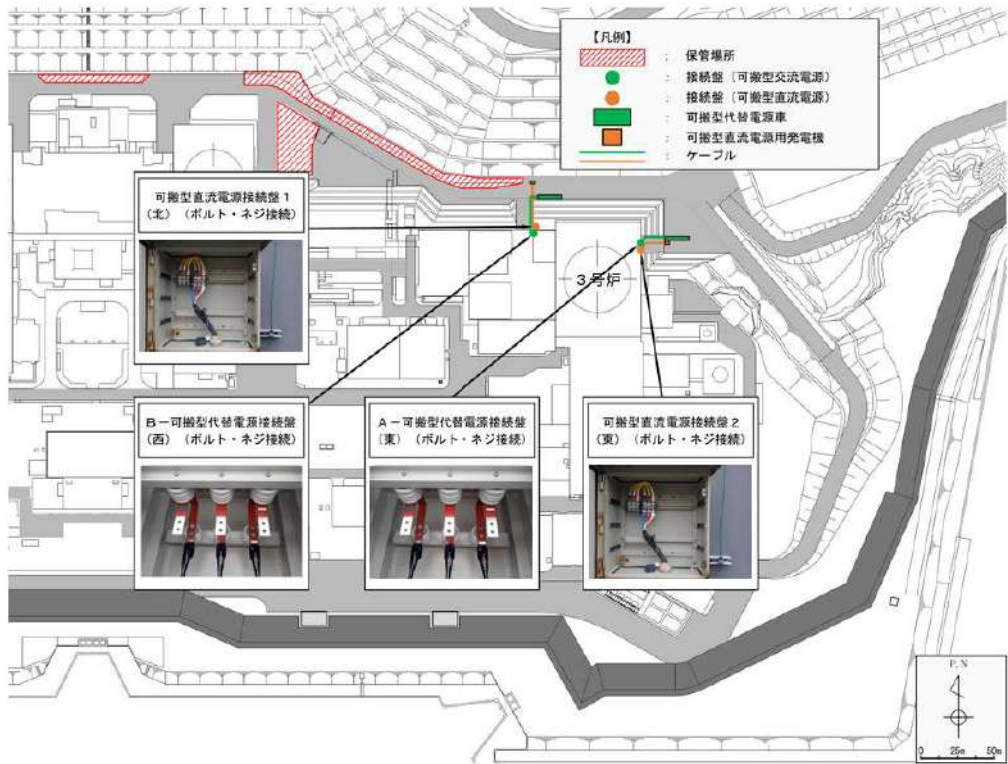 【凡例】
: 保管場所
: 接続盤（可搬型交流電源）
: 接続盤（可搬型直流電源）
: 可搬型代替電源車
: 可搬型直流電源用発電機
: ケーブル
可搬型直流電源接続盤１
（北）（ボルト・ネジ接続）
３号炉
Ｂ－可搬型代替電源接続盤
（西）（ボルト・ネジ接続）
Ａ－可搬型代替電源接続盤
（東）（ボルト・ネジ接続）
可搬型直流電源接続盤２
（東）（ボルト・ネジ接続）
P.N
0 25m 50m